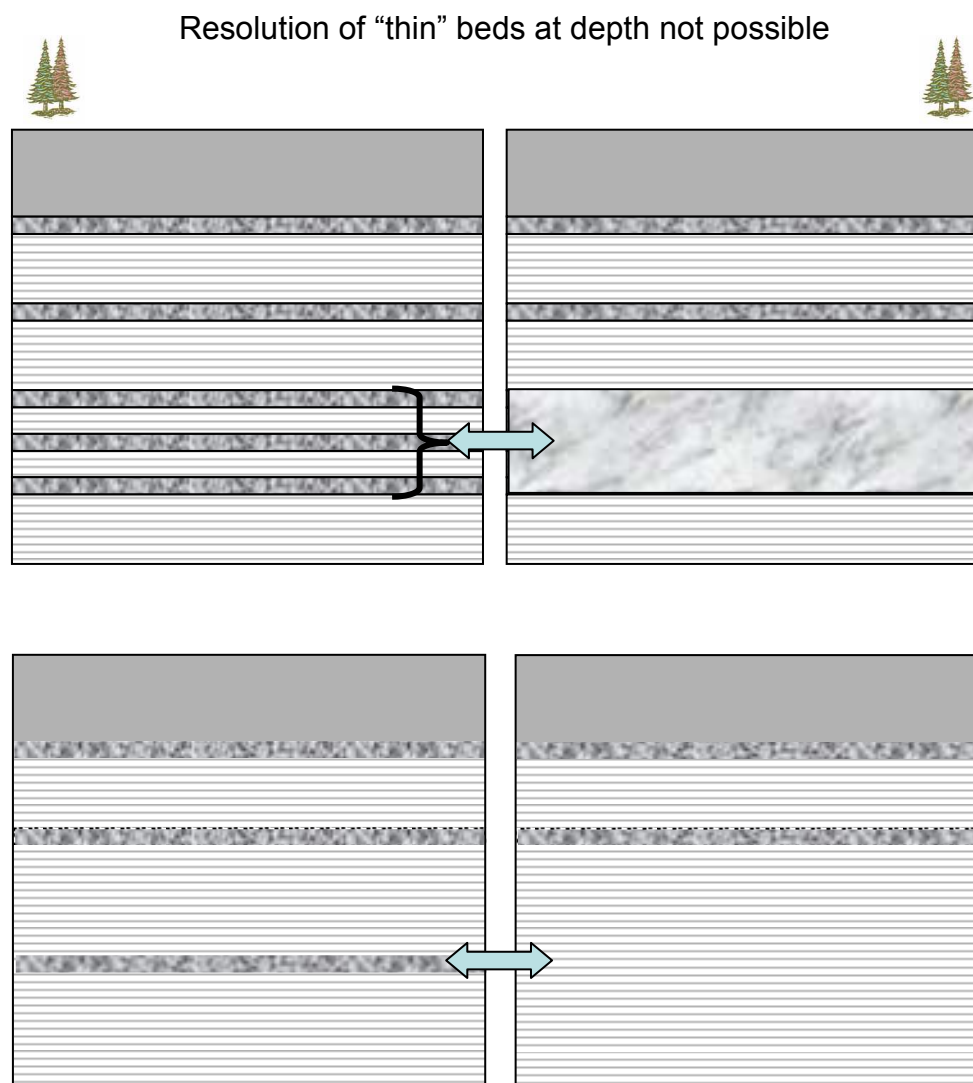 Resolution of “thin” beds at depth not possible